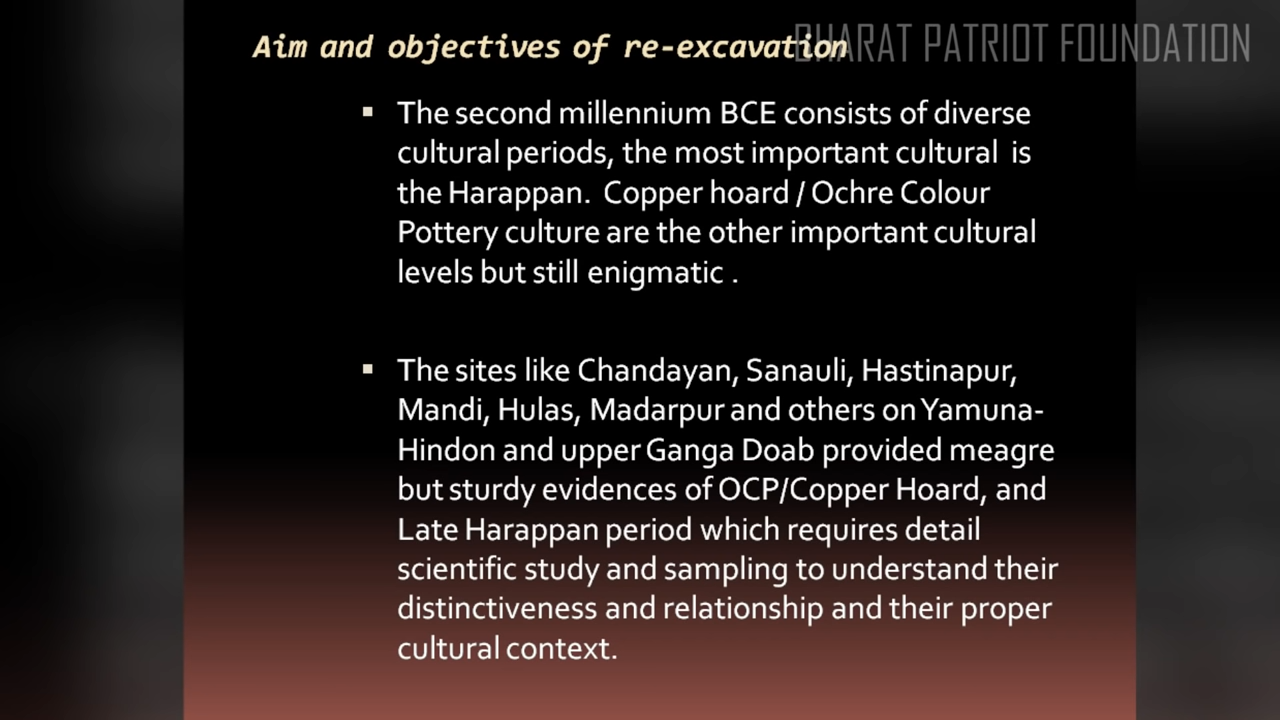 Aim and objectives of re-excavation
BHARAT PATRIOT FOUNDATION
▪ The second millennium BCE consists of diverse
cultural periods, the most important cultural is
the Harappan. Copper hoard / Ochre Colour
Pottery culture are the other important cultural
levels but still enigmatic .
▪ The sites like Chandayan, Sanauli, Hastinapur,
Mandi, Hulas, Madarpur and others on Yamuna-
Hindon and upper Ganga Doab provided meagre
but sturdy evidences of OCP/Copper Hoard, and
Late Harappan period which requires detail
scientific study and sampling to understand their
distinctiveness and relationship and their proper
cultural context.